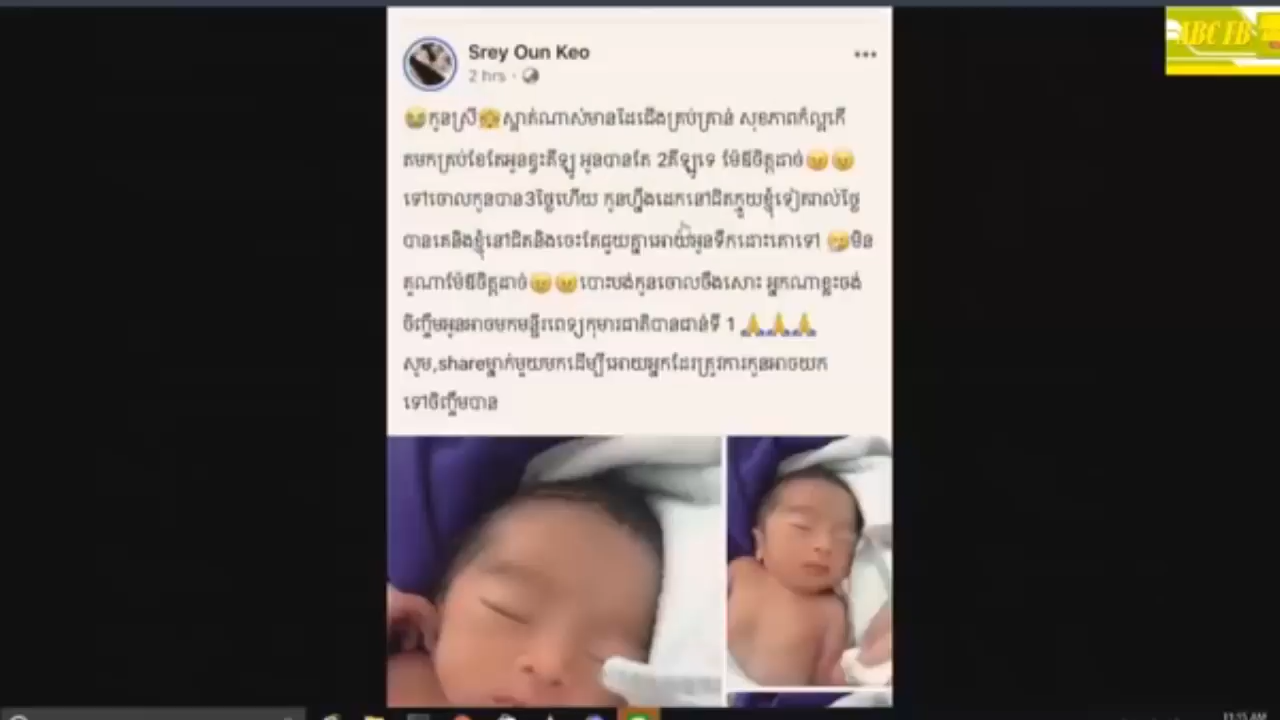 ABC FB
Srey Oun Keo
2 hrs ·
😭កូនស្រី🥺ស្អាត់ណាស់មានដៃជើងគ្រប់គ្រាន់ សុខភាពក៏ល្អកើ
តមកគ្រប់ខែតែអូនខ្វះគីឡូ អូនបានតែ 2គីឡូទេ ម៉ែឪចិត្តដាច់😠😠
ទៅចោលកូនបាន3ថ្ងៃហើយ កូនហ្នឹងដេកនៅជិតក្មួយខ្ញុំទៀតរាល់ថ្ងៃ
បានគេនិងខ្ញុំនៅជិតនិងចេះតែជួយគ្នាអោយអូនទឹកដោះគោទៅ 🤧មិន
គួណាម៉ែឪចិត្តដាច់😠😠បោះបង់កូនចោលចឹងសោះ អ្នកណាខ្លះចង់
ចិញ្ចឹមអូនអាចមកមន្ទីរពេទ្យកុមារជាតិបានជាន់ទី 1 🙏🙏🙏
សូម,shareម្នាក់មួយមកដើម្បីអោយអ្នកដែរត្រូវការកូនអាចយក
ទៅចិញ្ចឹមបាន
11:15 AM